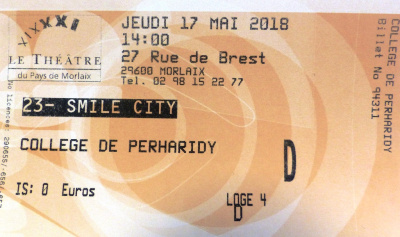 XIXXXI
LE THÉÂTRE
du Pays de Morlaix
JEUDI 17 MAI 2018
14:00
27 Rue de Brest
29600 MORLAIX
Tel. 02 98 15 22 77
23- SMILE CITY
COLLEGE DE PERHARIDY
IS: 0 Euros
D
LOGE 4
D
COLLEGE DE PERHARIDY
Billet No 94311